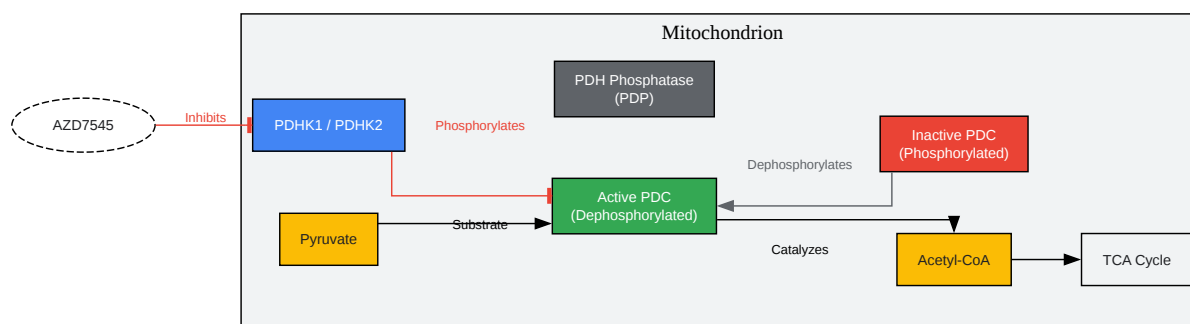 Mitochondrion
PDH Phosphatase
(PDP)
AZD7545
Inhibits
PDHK1 / PDHK2
Phosphorylates
Inactive PDC
(Phosphorylated)
Dephosphorylates
Active PDC
(Dephosphorylated)
Pyruvate
Substrate
Catalyzes
Acetyl-CoA
TCA Cycle